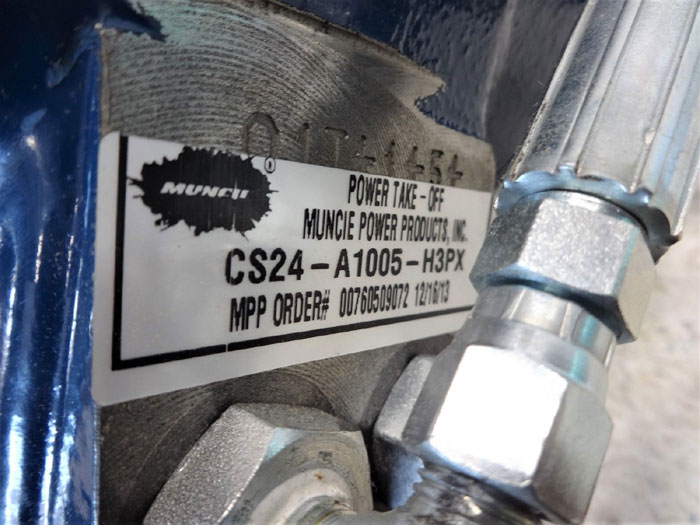 MUNCIE
®
POWER TAKE-OFF
MUNCIE POWER PRODUCTS, INC.
CS24-A1005-H3PX
MPP ORDER# 00760509072 12/16/13